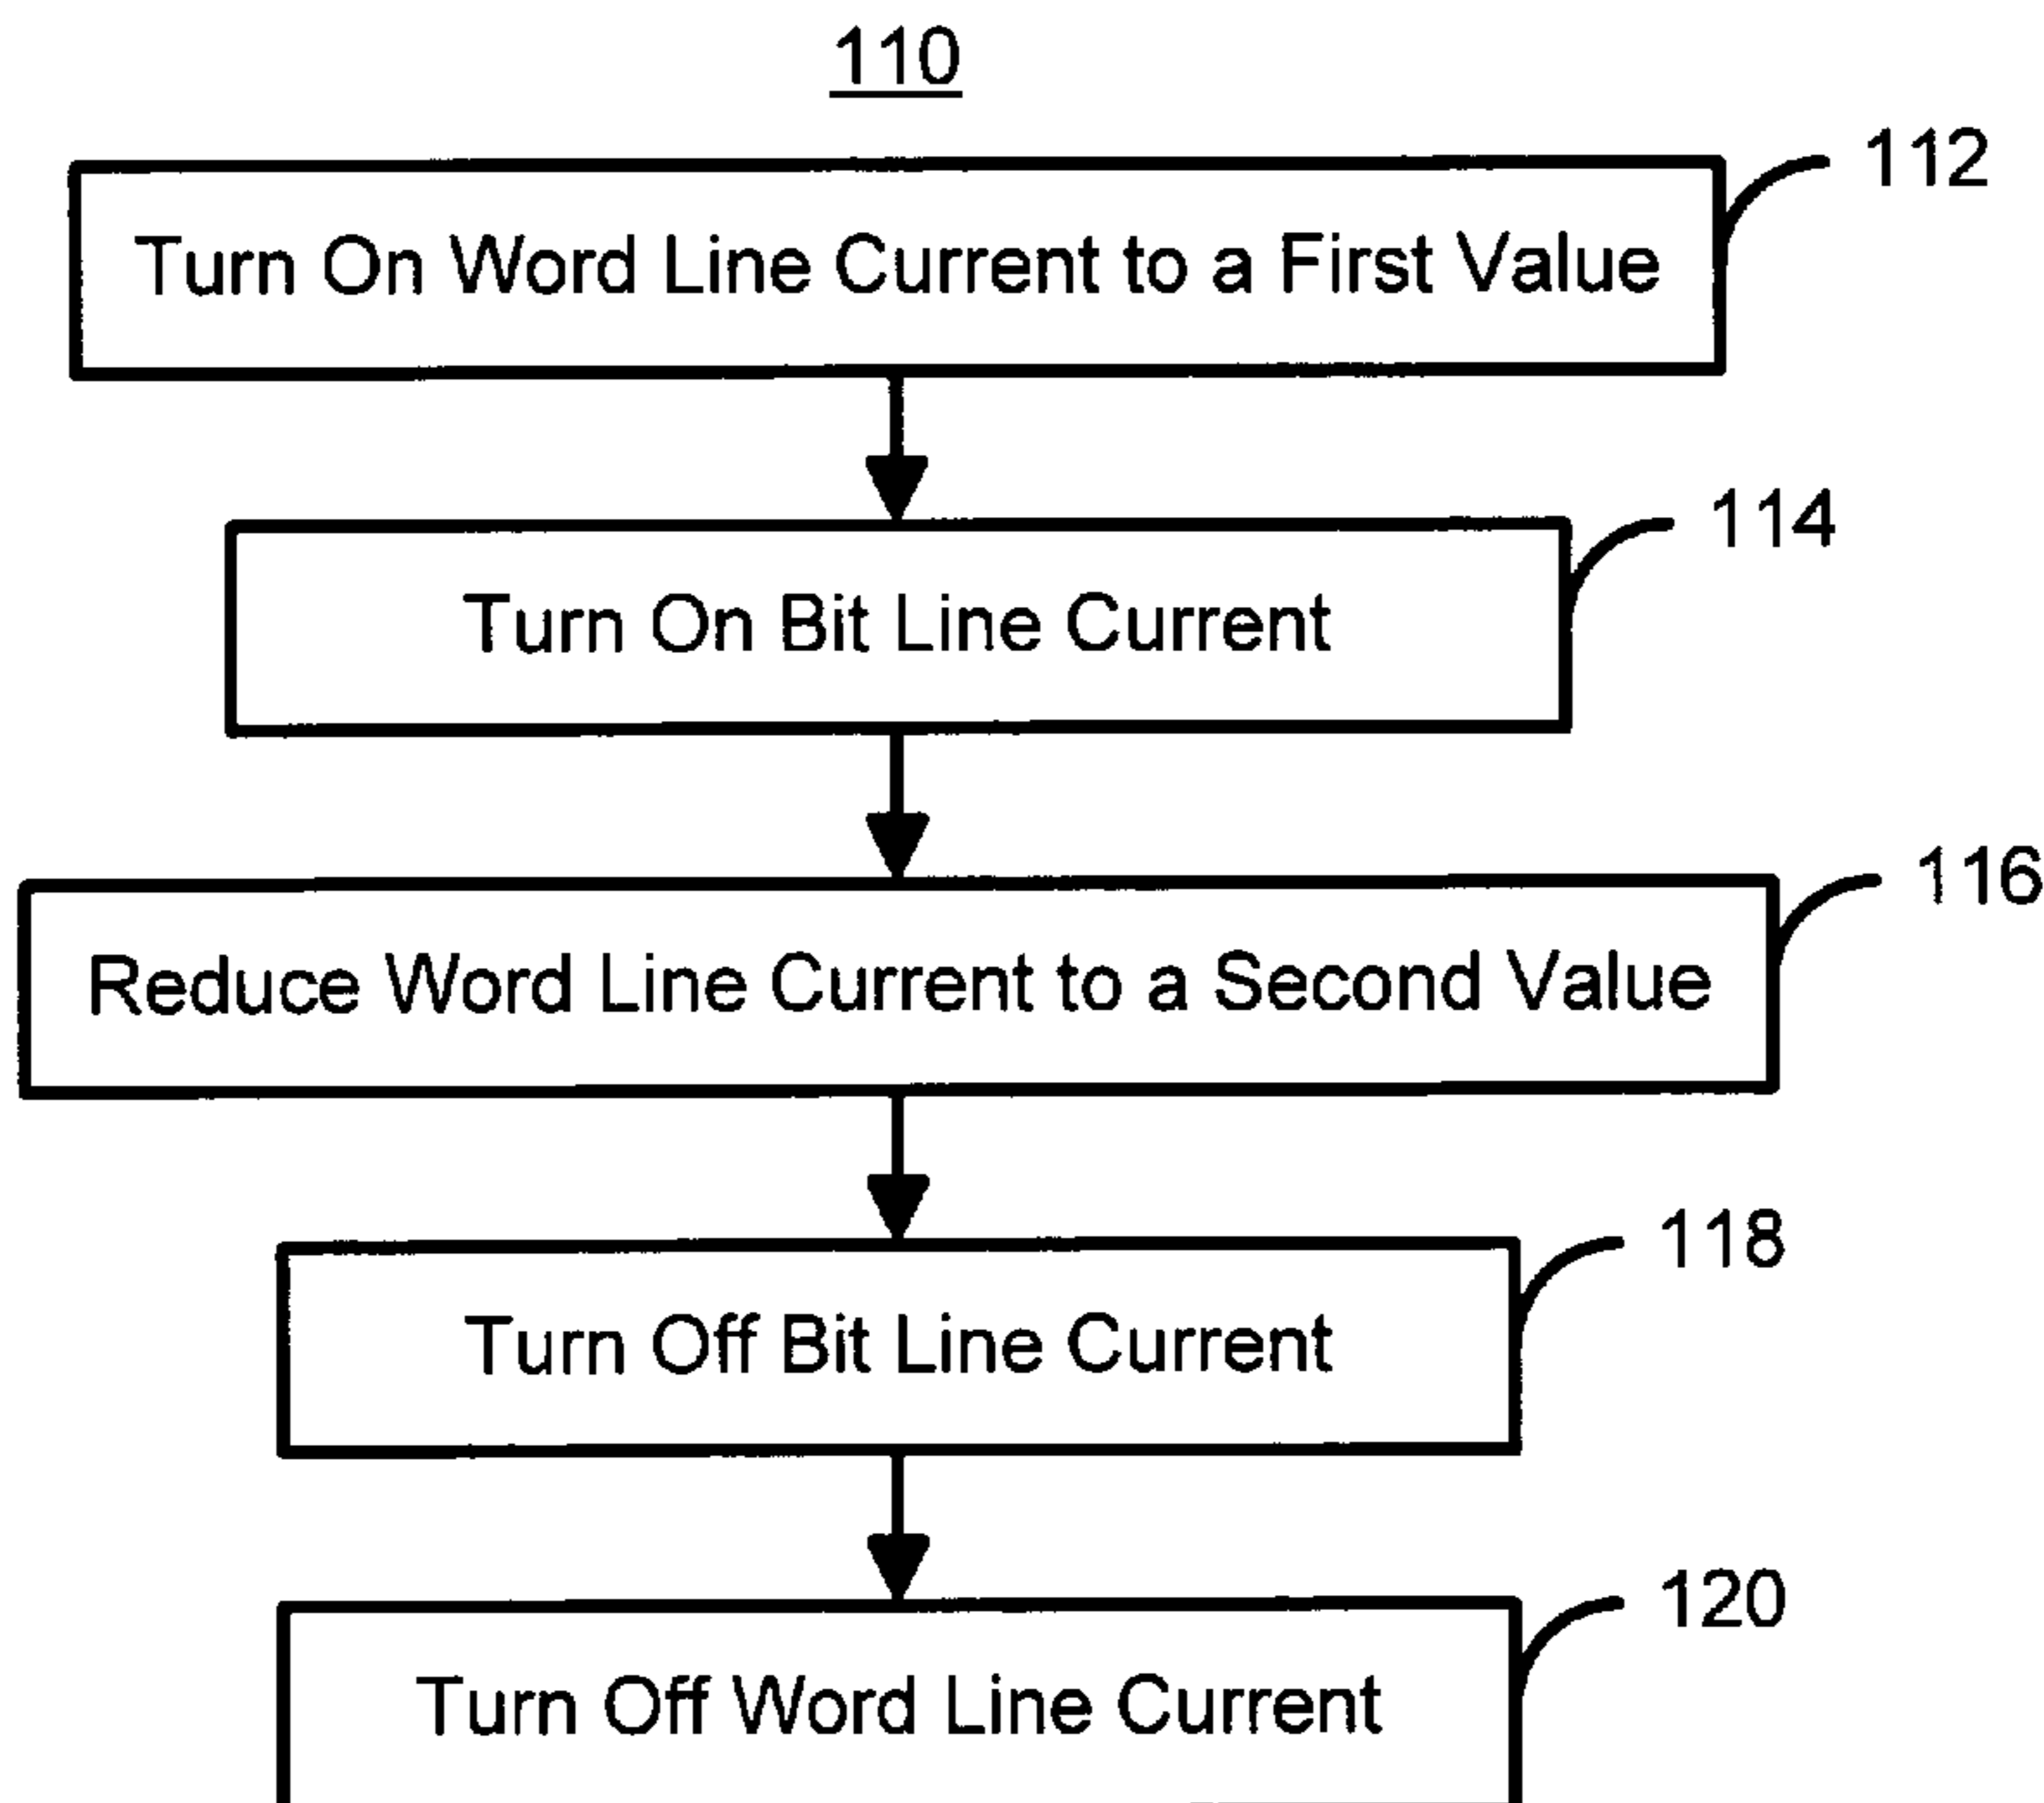 110
112
Turn On Word Line Current to a First Value
114
Turn On Bit Line Current
116
Reduce Word Line Current to a Second Value
118
Turn Off Bit Line Current
120
Turn Off Word Line Current